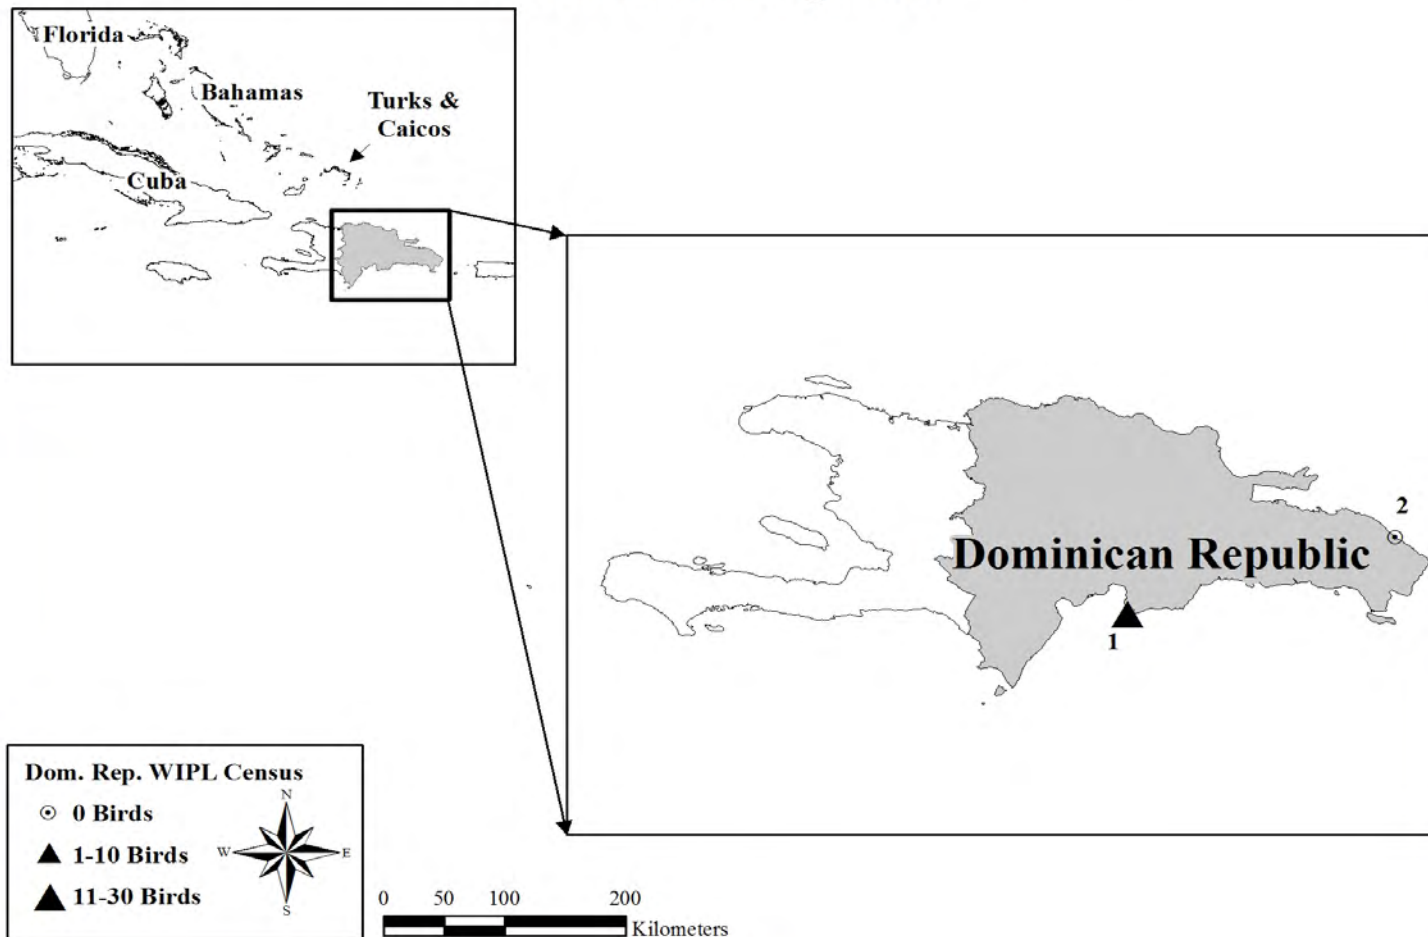 Florida
Bahamas
Turks &
Caicos
Cuba
2
Dominican Republic
1
Dom. Rep. WIPL Census
0 Birds
1-10 Birds
11-30 Birds
N
W
E
S
0 50 100 200
Kilometers